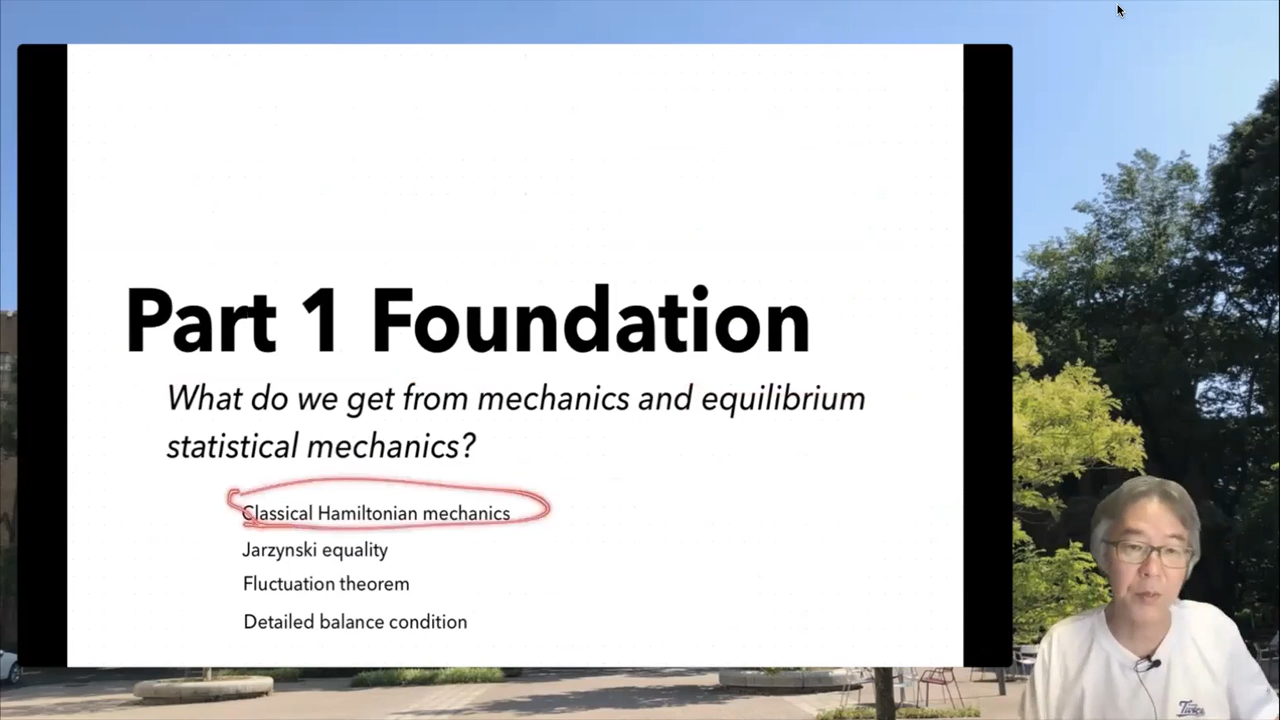 Part 1 Foundation
What do we get from mechanics and equilibrium
statistical mechanics?
Classical Hamiltonian mechanics
Jarzynski equality
Fluctuation theorem
Detailed balance condition